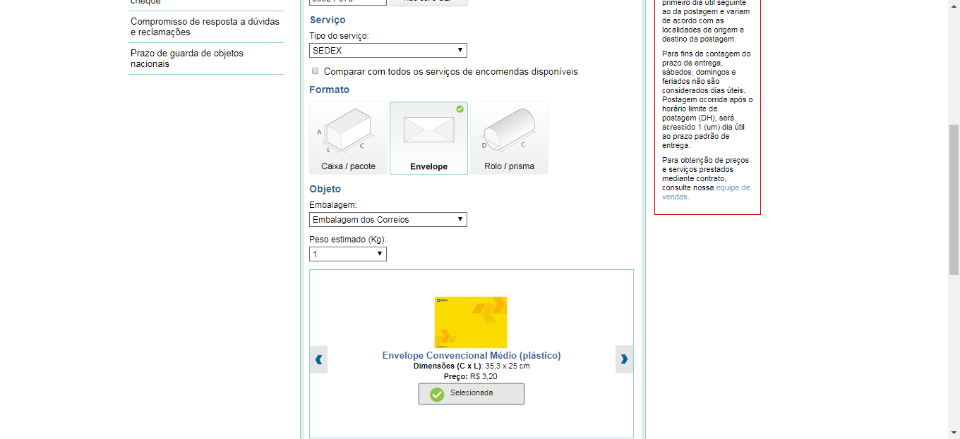 cheque
Compromisso de resposta a dúvidas
e reclamações
Prazo de guarda de objetos
nacionais
Serviço
Tipo do serviço:
SEDEX
Comparar com todos os serviços de encomendas disponíveis
Formato
A
L
C
Caixa / pacote
Envelope
D
C
Rolo / prisma
Objeto
Embalagem:
Embalagem dos Correios
Peso estimado (Kg):
1
Envelope Convencional Médio (plástico)
Dimensões (C x L): 35,3 x 25 cm
Preço: R$ 3,20
Selecionada
primeiro dia útil seguinte
ao da postagem e variam
de acordo com as
localidades de origem e
destino da postagem.
Para fins de contagem do
prazo de entrega,
sábados, domingos e
feriados não são
considerados dias úteis.
Postagem ocorrida após o
horário limite de
postagem (DH), será
acrescido 1 (um) dia útil
ao prazo padrão de
entrega.
Para obtenção de preços
e serviços prestados
mediante contrato,
consulte nossa equipe de
vendas.